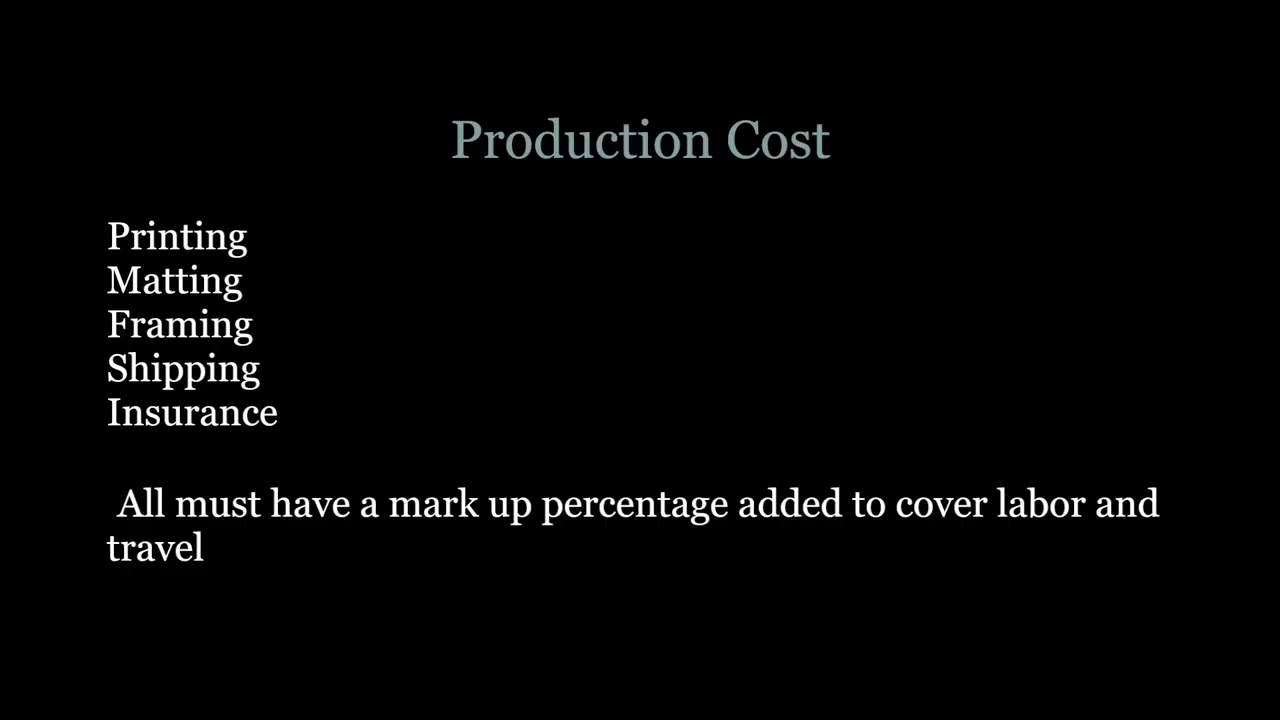 Production Cost
Printing
Matting
Framing
Shipping
Insurance
All must have a mark up percentage added to cover labor and
travel